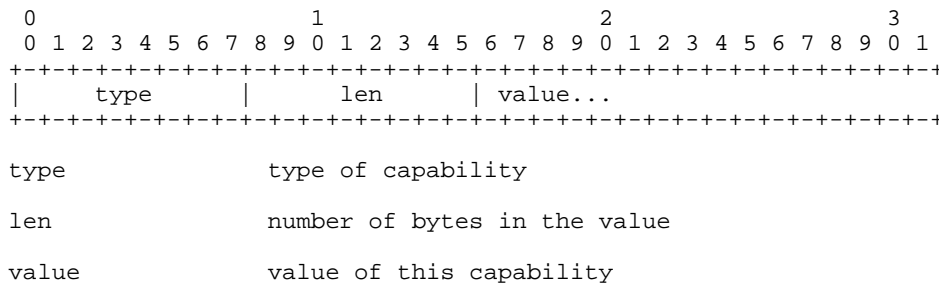 0                   1                   2                   3
 0 1 2 3 4 5 6 7 8 9 0 1 2 3 4 5 6 7 8 9 0 1 2 3 4 5 6 7 8 9 0 1
+-+-+-+-+-+-+-+-+-+-+-+-+-+-+-+-+-+-+-+-+-+-+-+-+-+-+-+-+-+-+-+-+
|     type      |      len      | value...
+-+-+-+-+-+-+-+-+-+-+-+-+-+-+-+-+-+-+-+-+-+-+-+-+-+-+-+-+-+-+-+-+
type              type of capability
len               number of bytes in the value
value             value of this capability